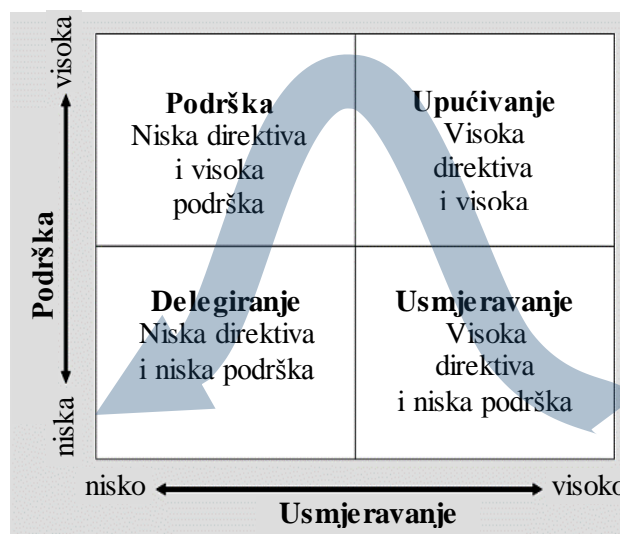 visoka
Podrška
niska
Podrška
Niska direktiva
i visoka
podrška
Upućivanje
Visoka
direktiva
i visoka
Delegiranje
Niska direktiva
i niska podrška
Usmjeravanje
Visoka
direktiva
i niska podrška
nisko
visoko
Usmjeravanje